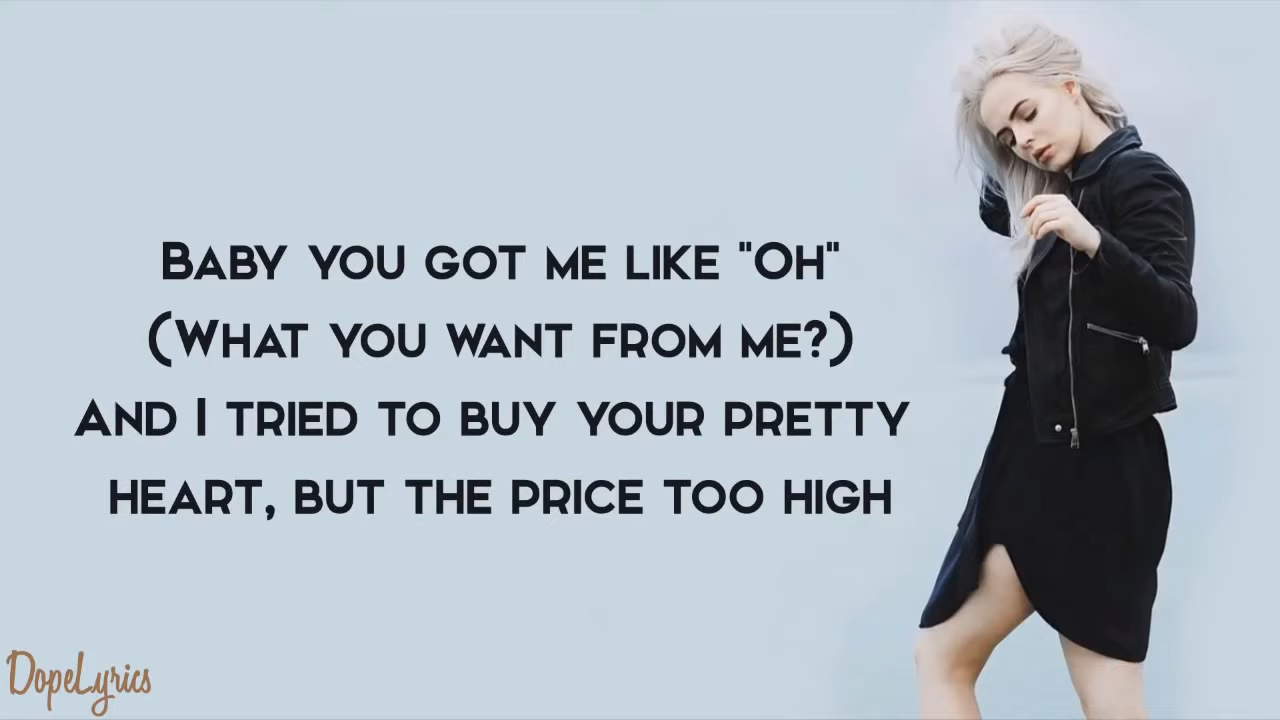 Baby you got me like "Oh"
(What you want from me?)
And I tried to buy your pretty
heart, but the price too high
DopeLyrics